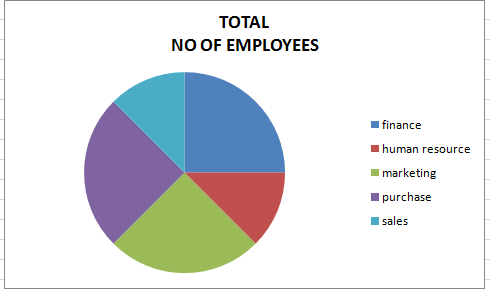 TOTAL
NO OF EMPLOYEES
finance
human resource
marketing
purchase
sales